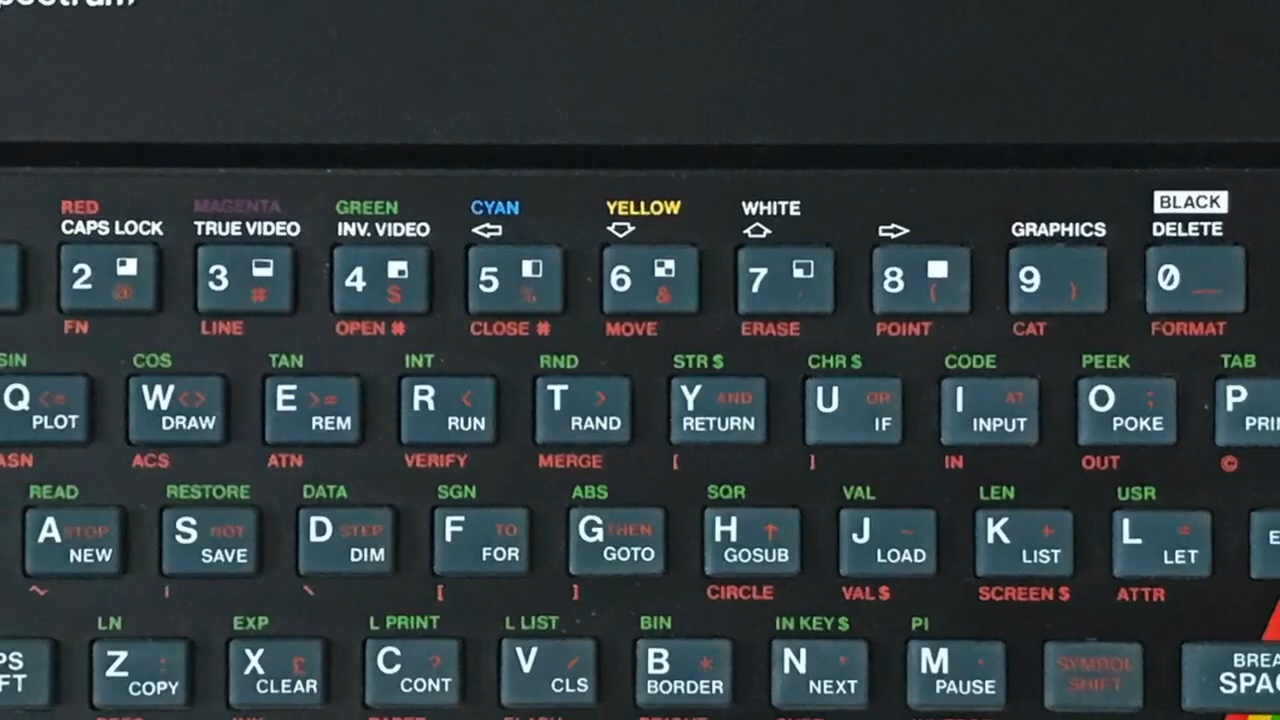 RED MAGENTA GREEN CYAN YELLOW WHITE BLACK
CAPS LOCK TRUE VIDEO INV. VIDEO GRAPHICS DELETE
2 @ 3 # 4 $ 5 % 6 & 7 8 ( 9 ) 0 _
FN LINE OPEN # CLOSE # MOVE ERASE POINT CAT FORMAT
SIN COS TAN INT RND STR $ CHR $ CODE PEEK TAB
Q <= W <> E >= R < T > Y AND U OR I AT O ; P
PLOT DRAW REM RUN RAND RETURN IF INPUT POKE
ASN ACS ATN VERIFY MERGE [ ] IN OUT ©
READ RESTORE DATA SGN ABS SQR VAL LEN USR
A STOP S NOT D STEP F TO G THEN H ↑ J - K + L =
NEW SAVE DIM FOR GOTO GOSUB LOAD LIST LET
~ | \ [ ] CIRCLE VAL $ SCREEN $ ATTR
LN EXP L PRINT L LIST BIN IN KEY $ PI
Z : X £ C ? V / B * N , M . SYMBOL SHIFT
COPY CLEAR CONT CLS BORDER NEXT PAUSE